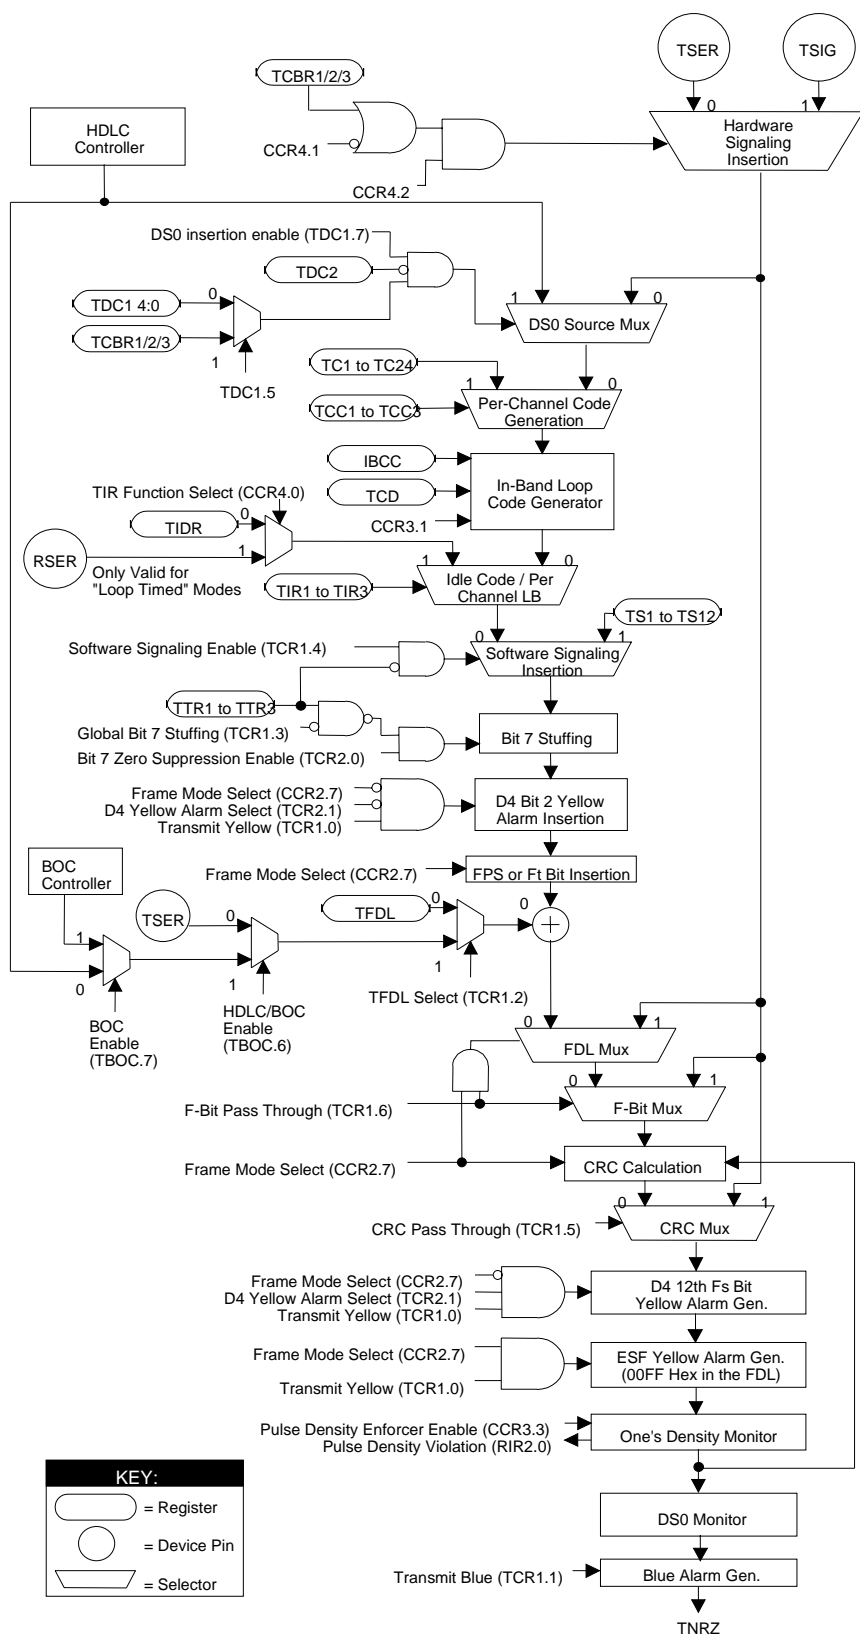 TSER
TSIG
TCBR1/2/3
0
1
HDLC
Controller
Hardware
Signaling
Insertion
CCR4.1
CCR4.2
DS0 insertion enable (TDC1.7)
TDC2
TDC1 4:0
0
1
0
DS0 Source Mux
TCBR1/2/3
1
TDC1.5
TC1 to TC24
1
0
TCC1 to TCC3
Per-Channel Code
Generation
IBCC
TCD
In-Band Loop
Code Generator
TIR Function Select (CCR4.0)
CCR3.1
TIDR
0
RSER
1
1
0
Only Valid for
"Loop Timed" Modes
TIR1 to TIR3
Idle Code / Per
Channel LB
TS1 to TS12
0
1
Software Signaling Enable (TCR1.4)
Software Signaling
Insertion
TTR1 to TTR3
Global Bit 7 Stuffing (TCR1.3)
Bit 7 Stuffing
Bit 7 Zero Suppression Enable (TCR2.0)
Frame Mode Select (CCR2.7)
D4 Yellow Alarm Select (TCR2.1)
Transmit Yellow (TCR1.0)
D4 Bit 2 Yellow
Alarm Insertion
BOC
Controller
Frame Mode Select (CCR2.7)
FPS or Ft Bit Insertion
TSER
0
TFDL
0
0
1
0
1
1
BOC
Enable
(TBOC.7)
HDLC/BOC
Enable
(TBOC.6)
TFDL Select (TCR1.2)
0
1
FDL Mux
0
1
F-Bit Pass Through (TCR1.6)
F-Bit Mux
Frame Mode Select (CCR2.7)
CRC Calculation
0
1
CRC Pass Through (TCR1.5)
CRC Mux
Frame Mode Select (CCR2.7)
D4 Yellow Alarm Select (TCR2.1)
Transmit Yellow (TCR1.0)
D4 12th Fs Bit
Yellow Alarm Gen.
Frame Mode Select (CCR2.7)
Transmit Yellow (TCR1.0)
ESF Yellow Alarm Gen.
(00FF Hex in the FDL)
Pulse Density Enforcer Enable (CCR3.3)
Pulse Density Violation (RIR2.0)
One's Density Monitor
KEY:
= Register
= Device Pin
= Selector
DS0 Monitor
Transmit Blue (TCR1.1)
Blue Alarm Gen.
TNRZ